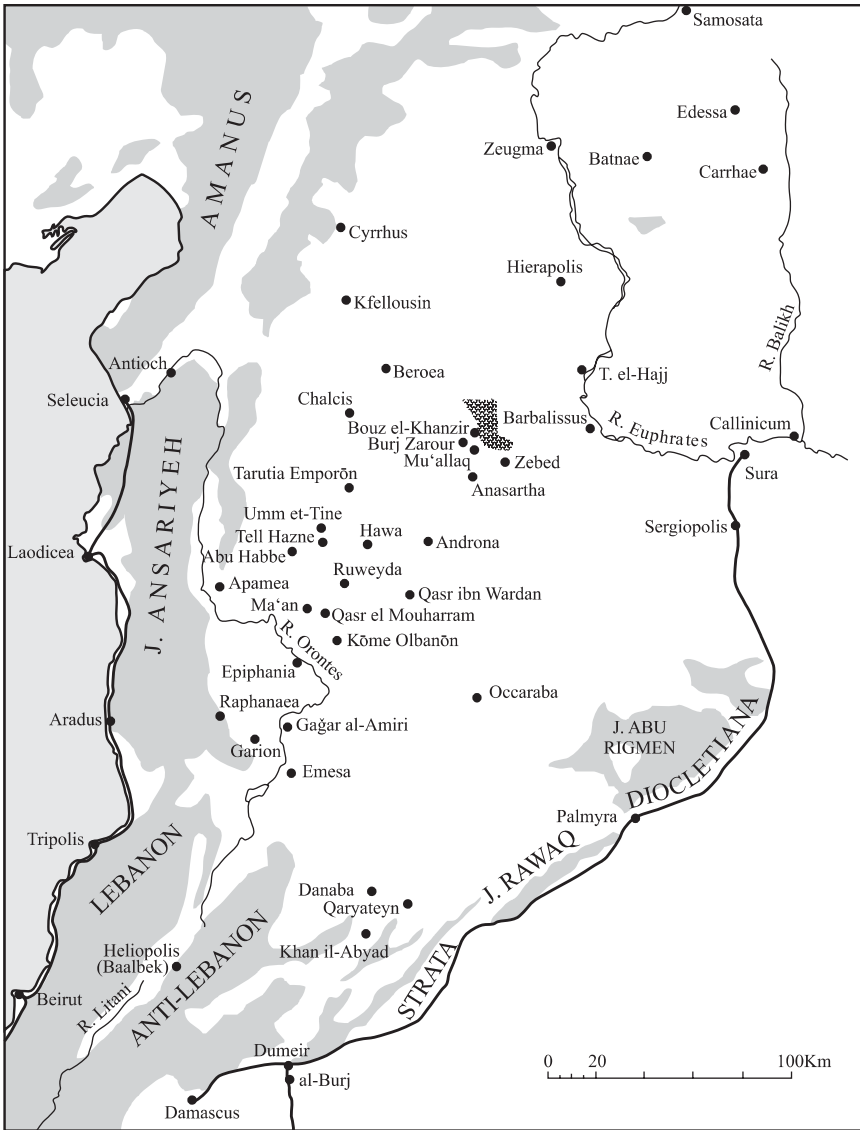 Samosata
Edessa
Zeugma
Batnae
Carrhae
AMANUS
Cyrrhus
Hierapolis
Kfellousin
R. Balikh
Antioch
Beroea
T. el-Hajj
Seleucia
Chalcis
Barbalissus
R. Euphrates
Callinicum
Bouz el-Khanzir
Burj Zarour
Mu‘allaq
Zebed
Sura
Tarutia Emporōn
Anasartha
Umm et-Tine
Sergiopolis
Tell Hazne
Hawa
Androna
Laodicea
Abu Habbe
J. ANSARIYEH
Apamea
Ruweyda
Qasr ibn Wardan
Ma‘an
Qasr el Mouharram
R. Orontes
Kōme Olbanōn
Epiphania
Occaraba
Raphanaea
Aradus
Gağar al-Amiri
J. ABU
RIGMEN
Garion
DIOCLETIANA
Emesa
Palmyra
Tripolis
LEBANON
J. RAWAQ
Danaba
Qaryateyn
Khan il-Abyad
Heliopolis
(Baalbek)
ANTI-LEBANON
STRATA
Beirut
R. Litani
Dumeir
0 20 100Km
al-Burj
Damascus